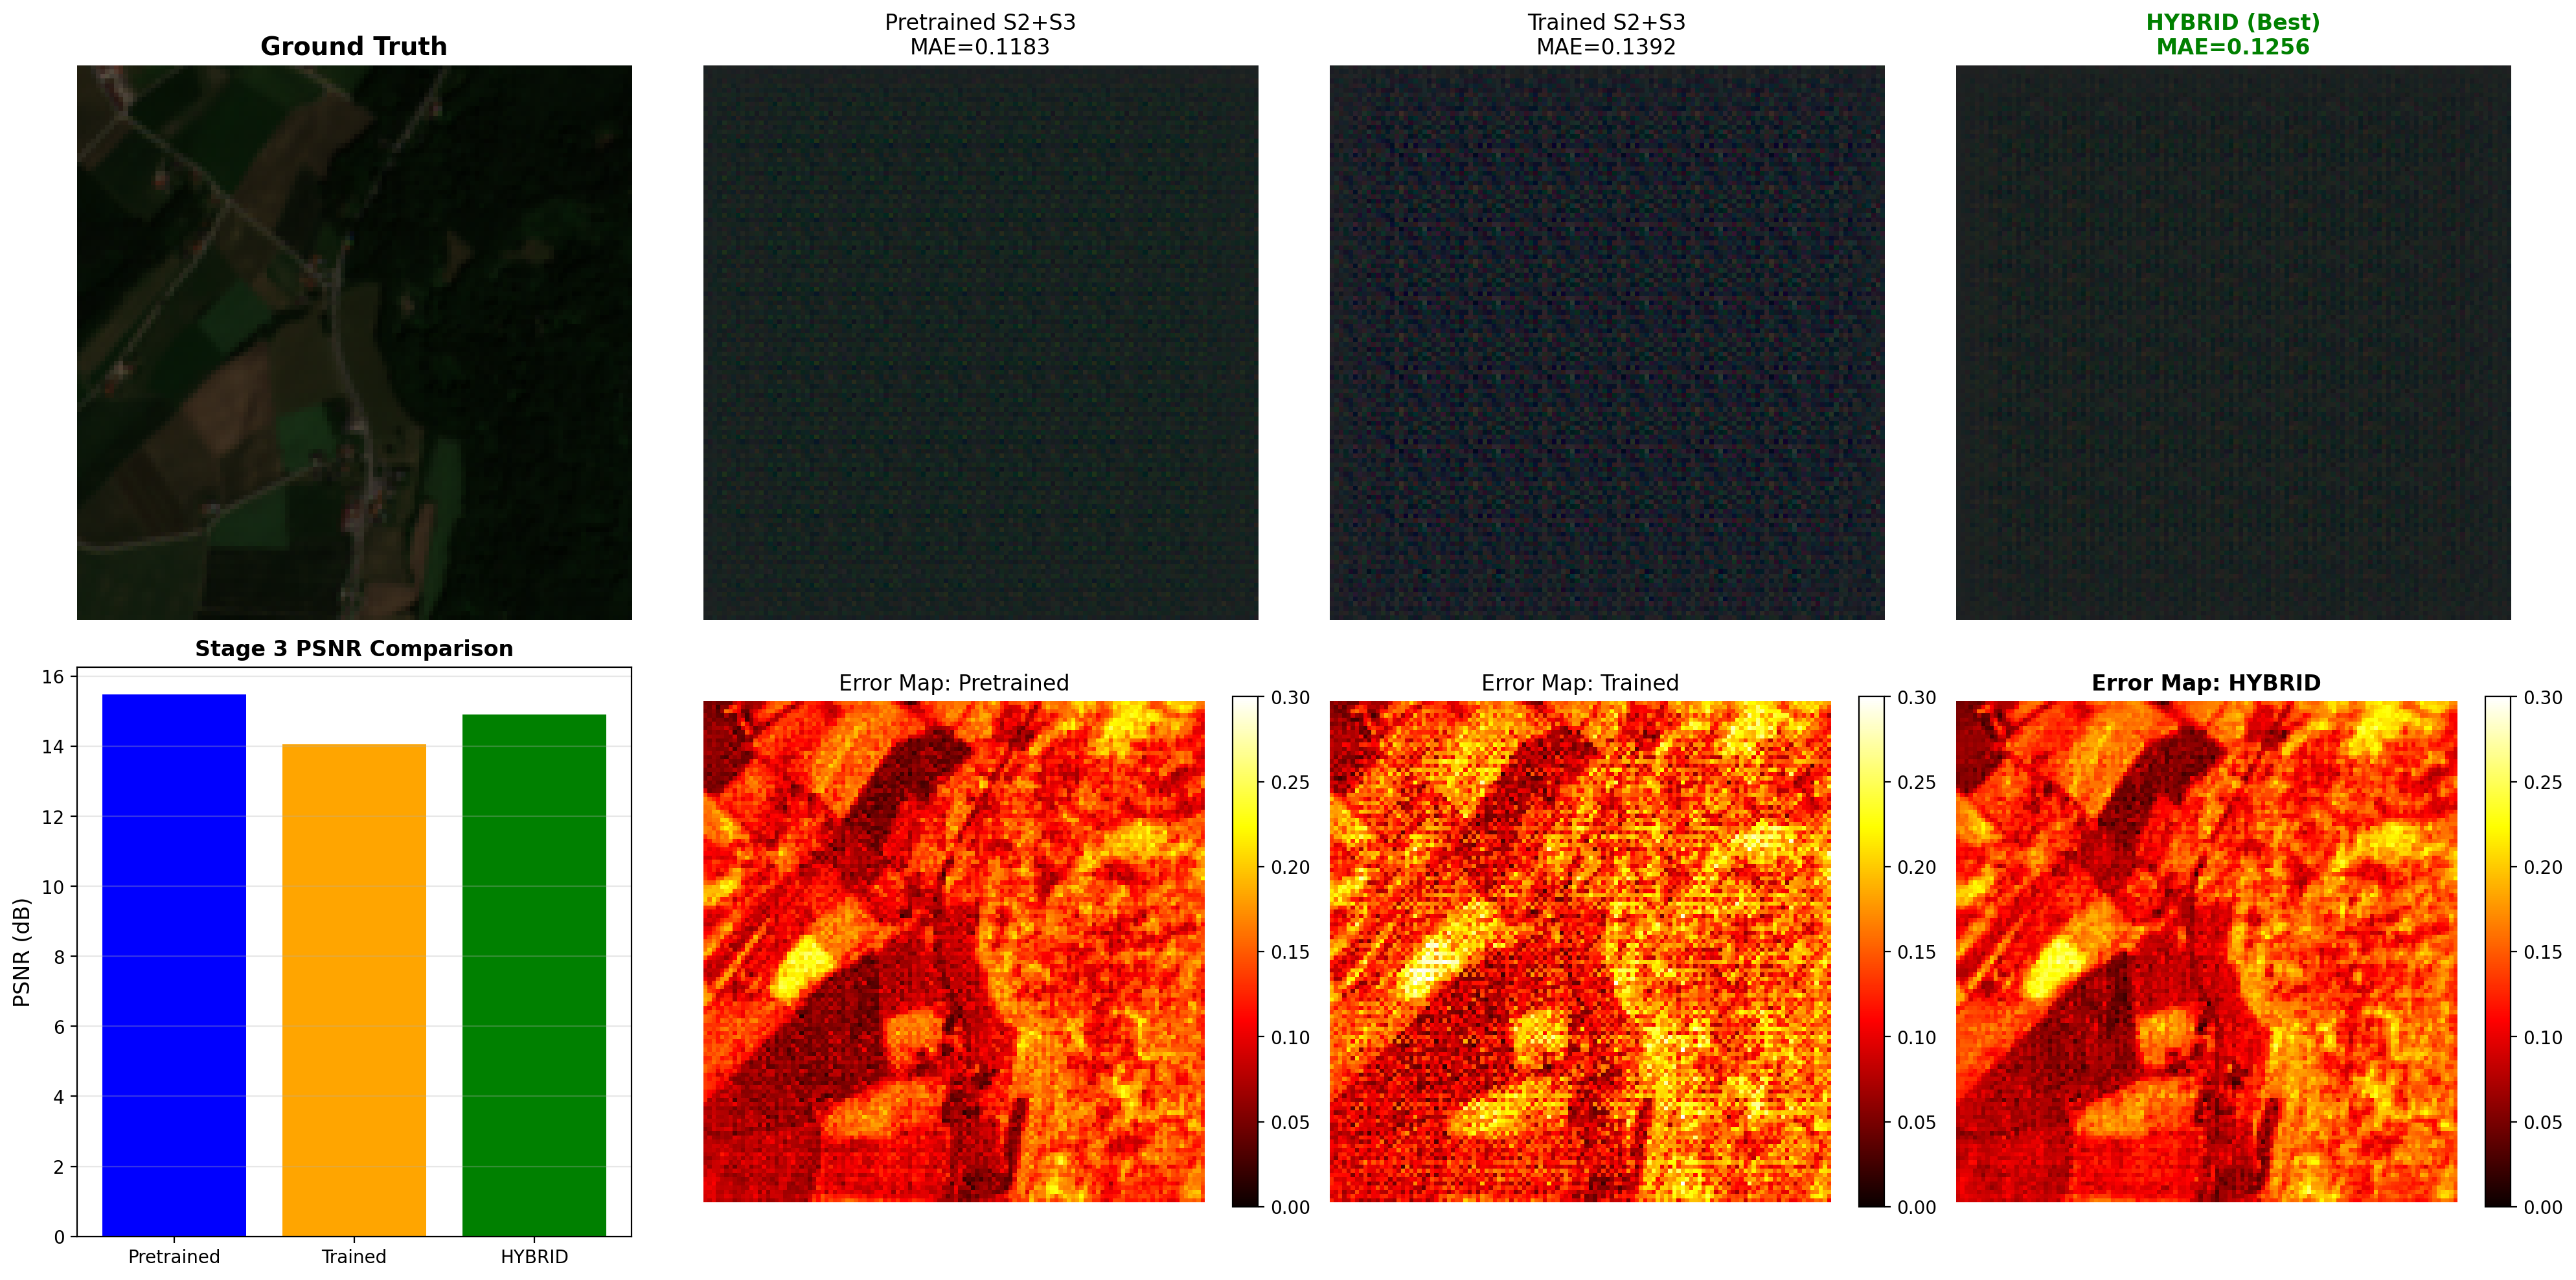 Ground Truth
Pretrained S2+S3
MAE=0.1183
Trained S2+S3
MAE=0.1392
HYBRID (Best)
MAE=0.1256
Stage 3 PSNR Comparison
PSNR (dB)
16
14
12
10
8
6
4
2
0
Pretrained
Trained
HYBRID
Error Map: Pretrained
0.30
0.25
0.20
0.15
0.10
0.05
0.00
Error Map: Trained
0.30
0.25
0.20
0.15
0.10
0.05
0.00
Error Map: HYBRID
0.30
0.25
0.20
0.15
0.10
0.05
0.00